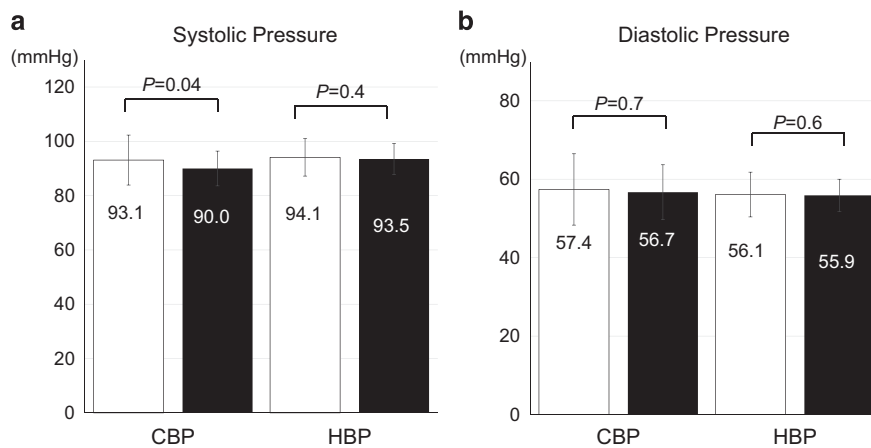 a
Systolic Pressure
(mmHg)
120
100
80
60
40
20
0
P=0.04
P=0.4
93.1
90.0
94.1
93.5
CBP
HBP
b
Diastolic Pressure
(mmHg)
80
60
40
20
0
P=0.7
P=0.6
57.4
56.7
56.1
55.9
CBP
HBP